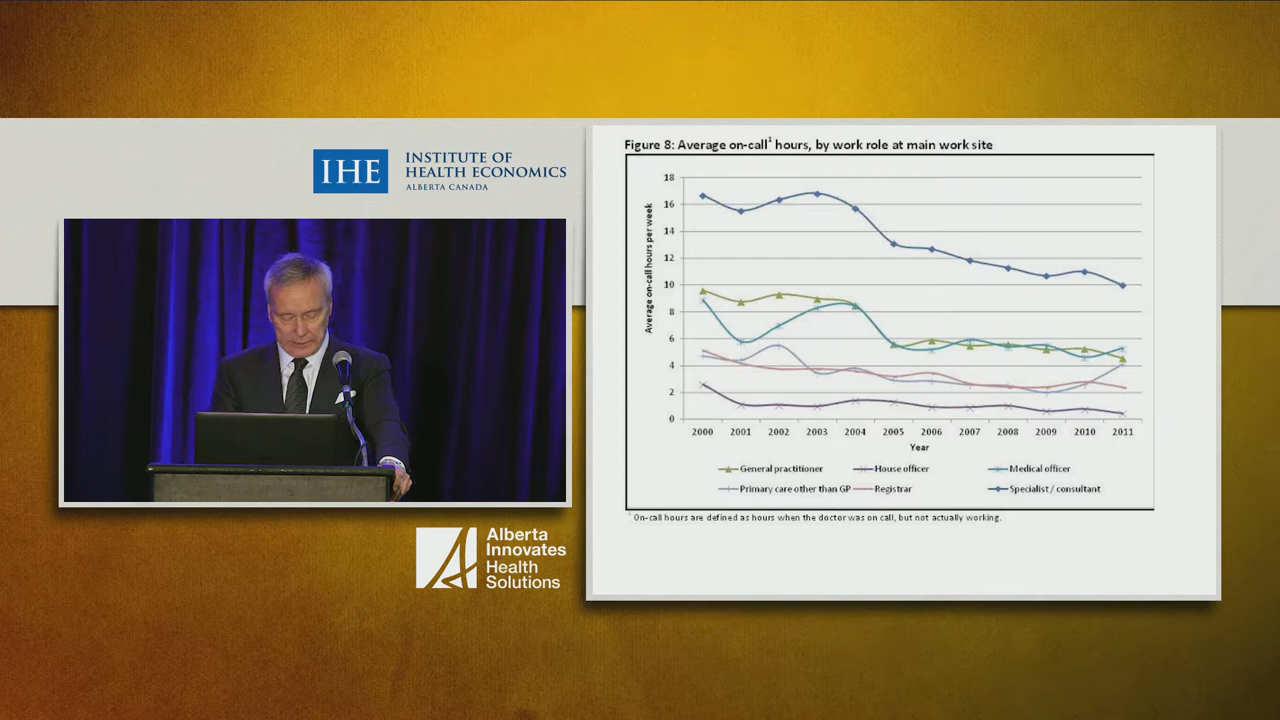 IHE
INSTITUTE OF
HEALTH ECONOMICS
ALBERTA CANADA
Alberta
Innovates
Health
Solutions
Figure 8: Average on-call¹ hours, by work role at main work site
Average on-call hours per week
18
16
14
12
10
8
6
4
2
0
2000 2001 2002 2003 2004 2005 2006 2007 2008 2009 2010 2011
Year
General practitioner House officer Medical officer
Primary care other than GP Registrar Specialist / consultant
¹ On-call hours are defined as hours when the doctor was on call, but not actually working.